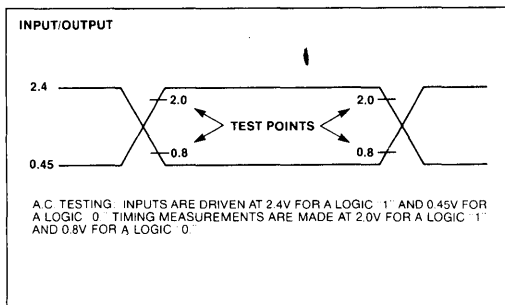 INPUT/OUTPUT
2.4
2.0
2.0
TEST POINTS
0.8
0.8
0.45
A.C. TESTING: INPUTS ARE DRIVEN AT 2.4V FOR A LOGIC "1" AND 0.45V FOR
A LOGIC "0." TIMING MEASUREMENTS ARE MADE AT 2.0V FOR A LOGIC "1"
AND 0.8V FOR A LOGIC "0."